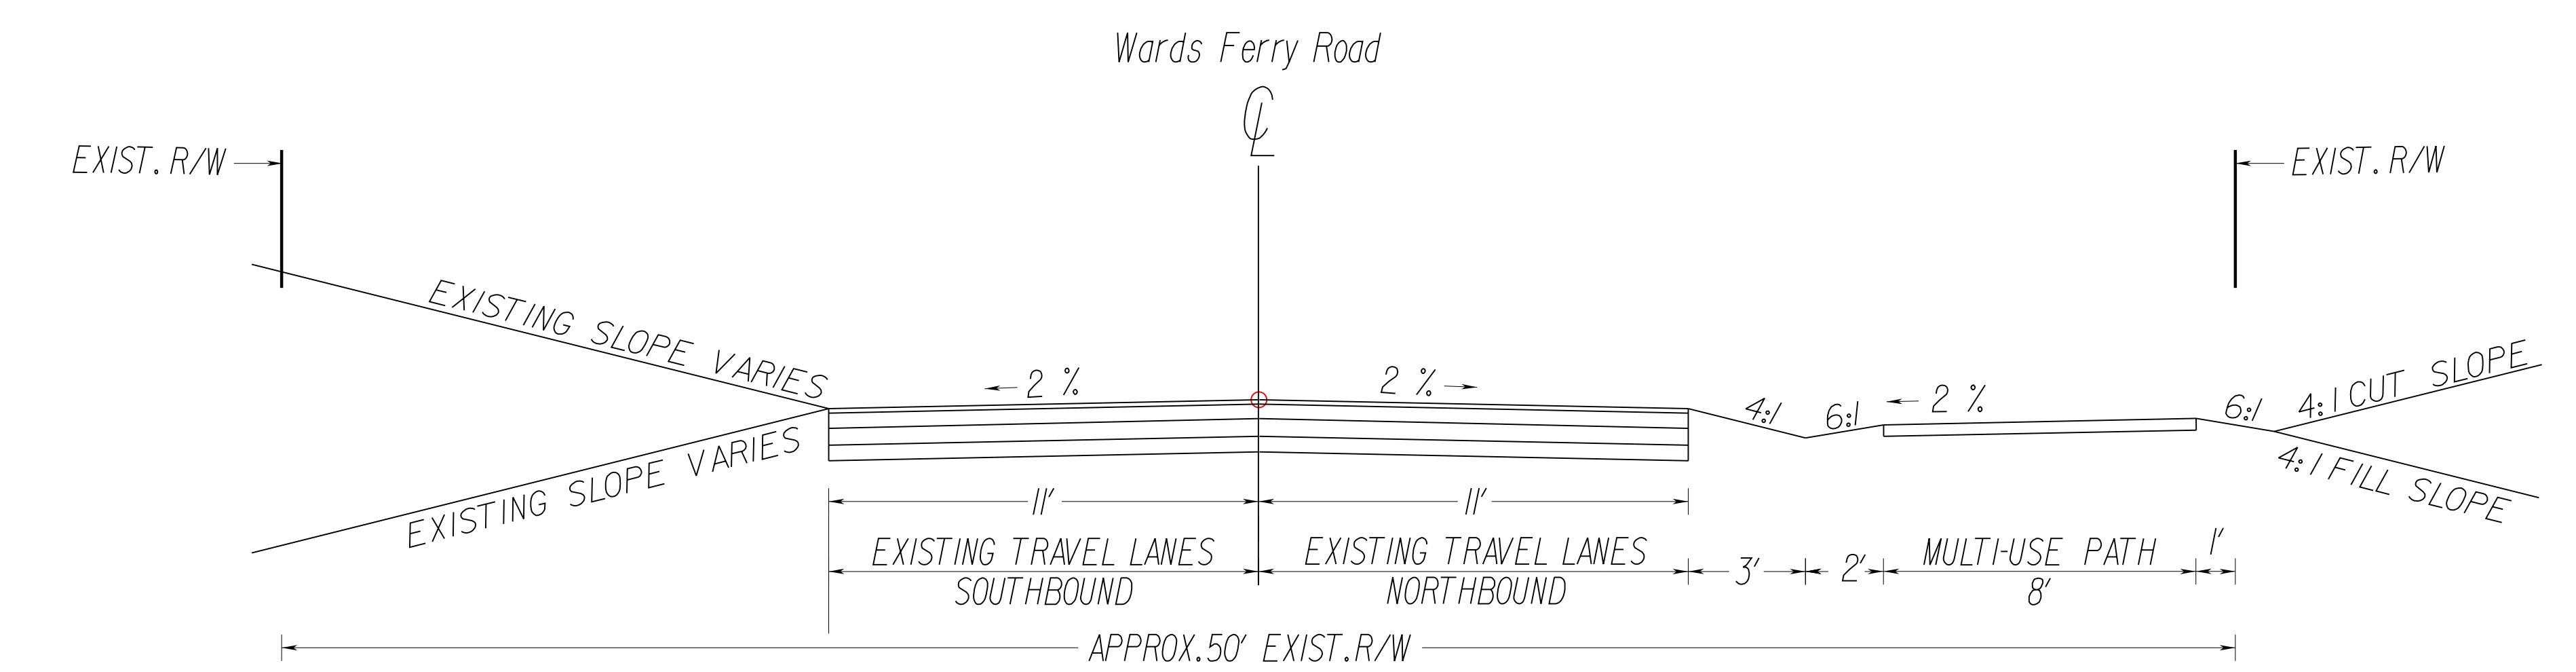 Wards Ferry Road
CL
EXIST. R/W
EXIST. R/W
EXISTING SLOPE VARIES
EXISTING SLOPE VARIES
2 %
2 %
4:1
6:1
2 %
6:1
4:1 CUT SLOPE
4:1 FILL SLOPE
11'
11'
EXISTING TRAVEL LANES
SOUTHBOUND
EXISTING TRAVEL LANES
NORTHBOUND
3'
2'
MULTI-USE PATH
8'
1'
APPROX. 50' EXIST. R/W